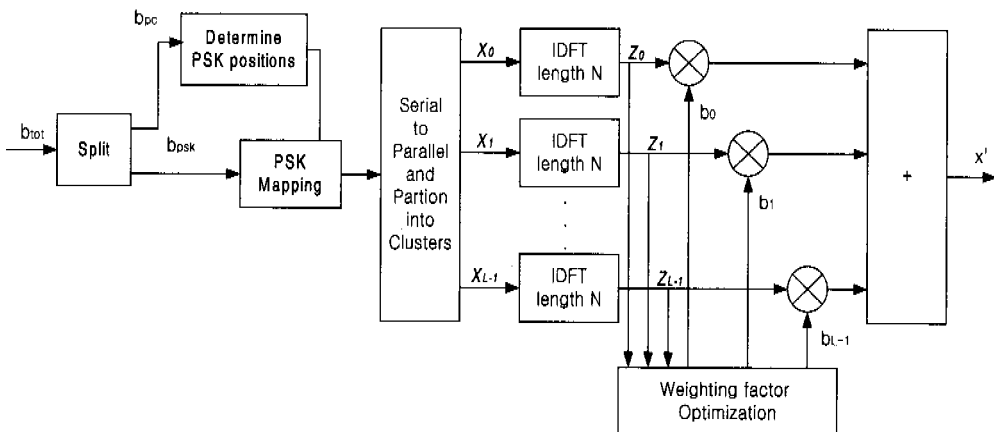 bpc
Determine
PSK positions
btot
Split
bpsk
PSK
Mapping
Serial
to
Parallel
and
Partion
into
Clusters
X0
IDFT
length N
Z0
b0
X1
IDFT
length N
Z1
b1
.
.
.
XL-1
IDFT
length N
ZL-1
bL-1
+
x'
Weighting factor
Optimization